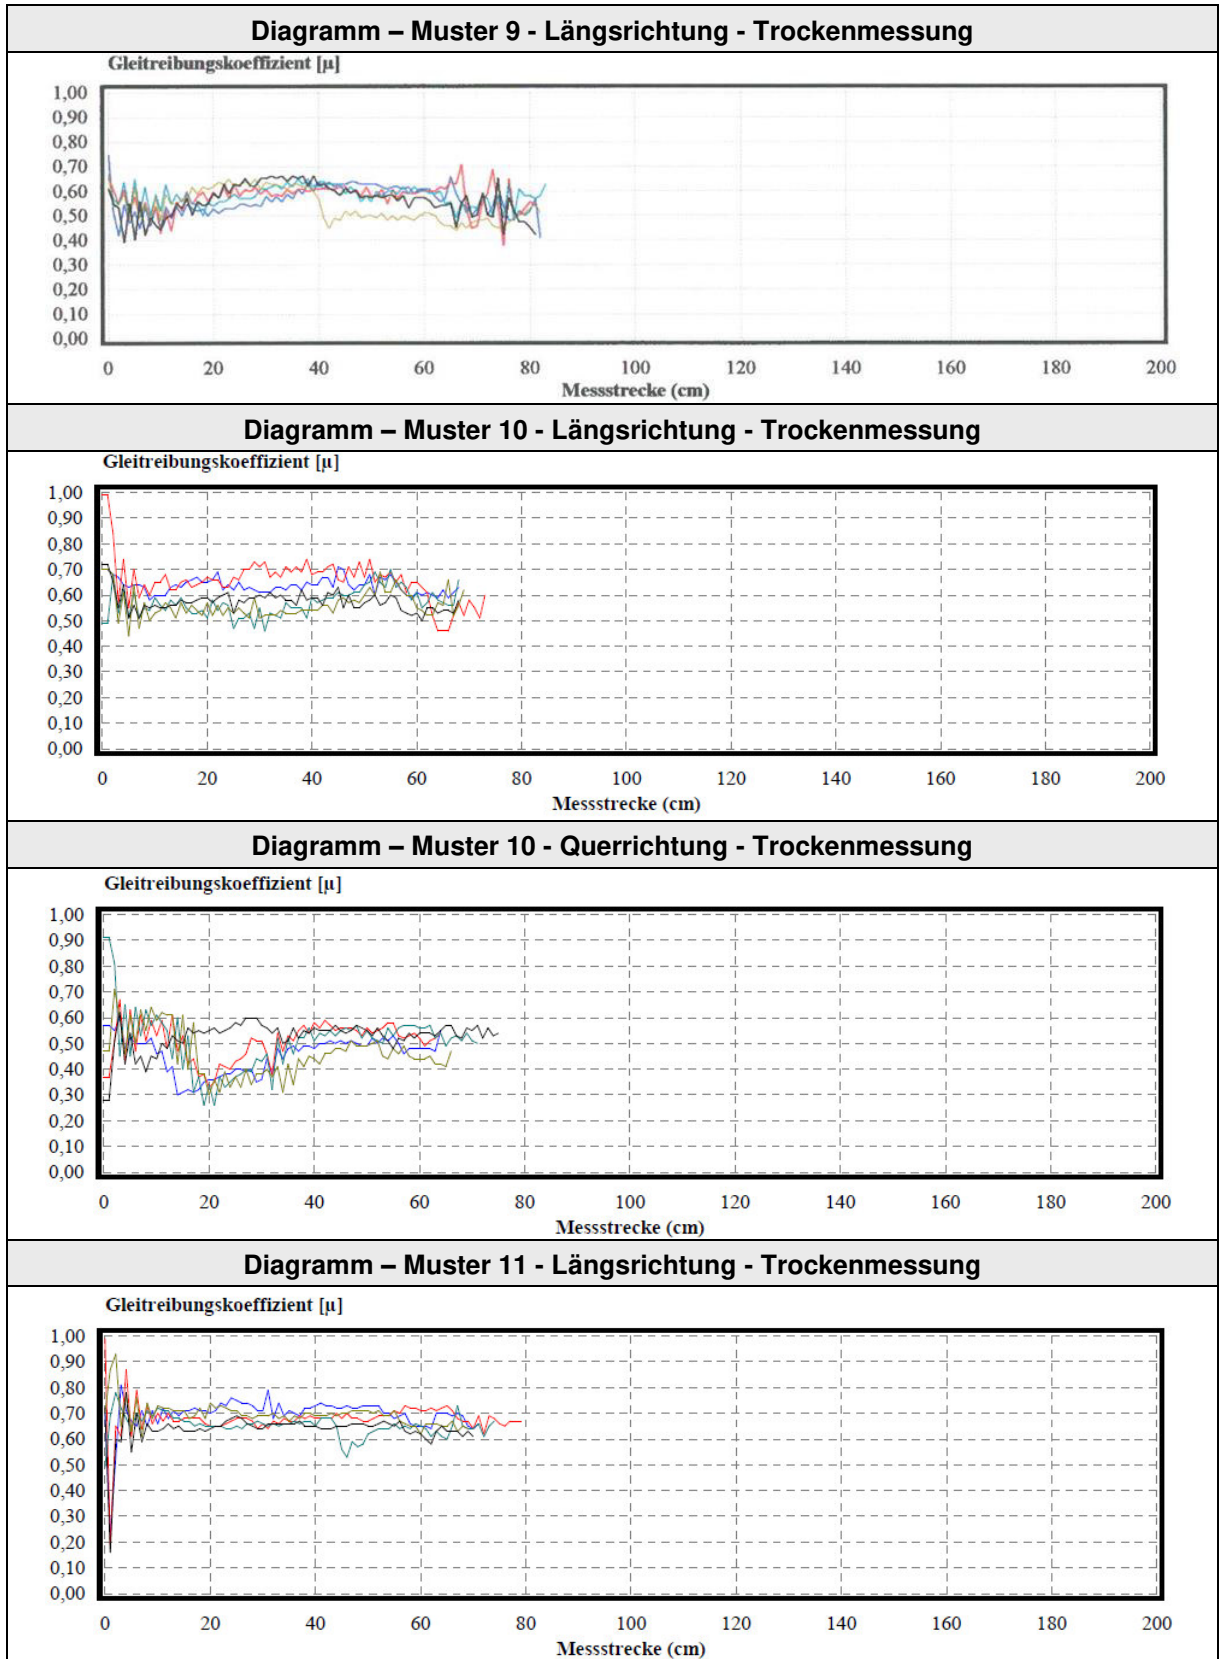 Diagramm – Muster 9 - Längsrichtung - Trockenmessung
Gleitreibungskoeffizient [µ]
1,00
0,90
0,80
0,70
0,60
0,50
0,40
0,30
0,20
0,10
0,00
0 20 40 60 80 100 120 140 160 180 200
Messstrecke (cm)
Diagramm – Muster 10 - Längsrichtung - Trockenmessung
Gleitreibungskoeffizient [µ]
1,00
0,90
0,80
0,70
0,60
0,50
0,40
0,30
0,20
0,10
0,00
0 20 40 60 80 100 120 140 160 180 200
Messstrecke (cm)
Diagramm – Muster 10 - Querrichtung - Trockenmessung
Gleitreibungskoeffizient [µ]
1,00
0,90
0,80
0,70
0,60
0,50
0,40
0,30
0,20
0,10
0,00
0 20 40 60 80 100 120 140 160 180 200
Messstrecke (cm)
Diagramm – Muster 11 - Längsrichtung - Trockenmessung
Gleitreibungskoeffizient [µ]
1,00
0,90
0,80
0,70
0,60
0,50
0,40
0,30
0,20
0,10
0,00
0 20 40 60 80 100 120 140 160 180 200
Messstrecke (cm)